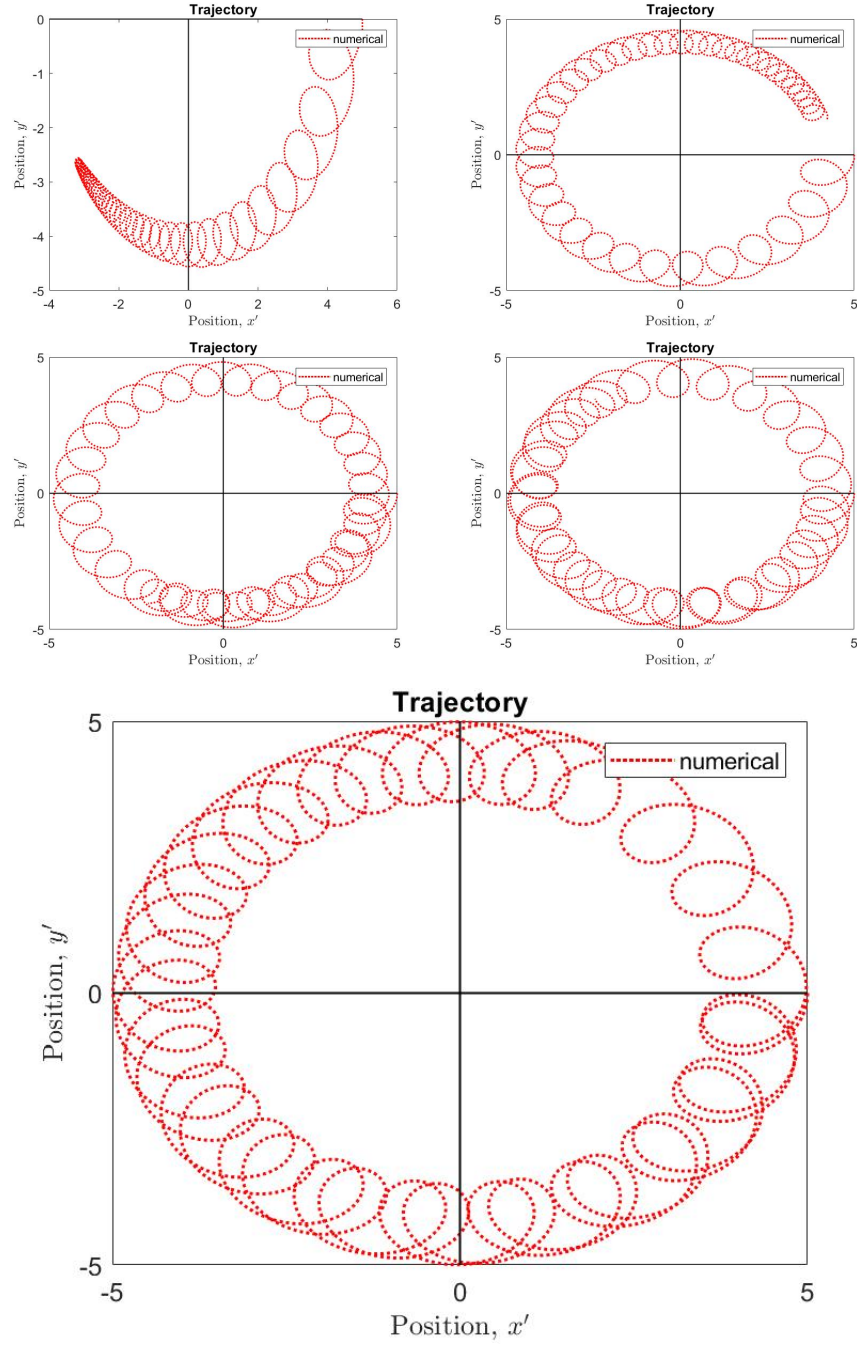 Trajectory
numerical
Position, y′
0
-1
-2
-3
-4
-5
-4
-2
0
2
4
6
Position, x′
Trajectory
numerical
Position, y′
5
0
-5
-5
0
5
Position, x′
Trajectory
numerical
Position, y′
5
0
-5
-5
0
5
Position, x′
Trajectory
numerical
Position, y′
5
0
-5
-5
0
5
Position, x′
Trajectory
numerical
Position, y′
5
0
-5
-5
0
5
Position, x′